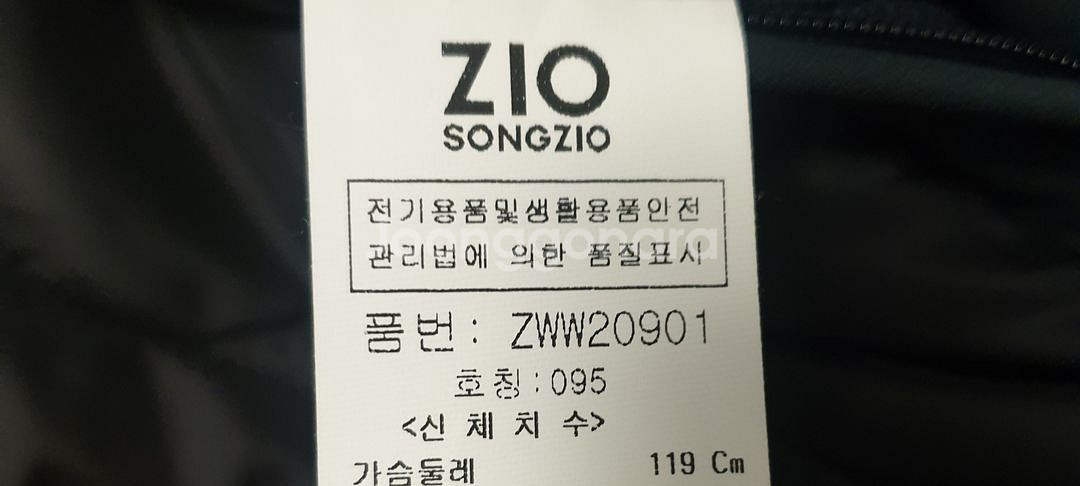 ZIO
SONGZIO
전기용품및생활용품안전
관리법에 의한 품질표시
joonggonara
품번: ZWW20901
호칭:095
<신 체 치 수>
가슴둘레 119 Cm